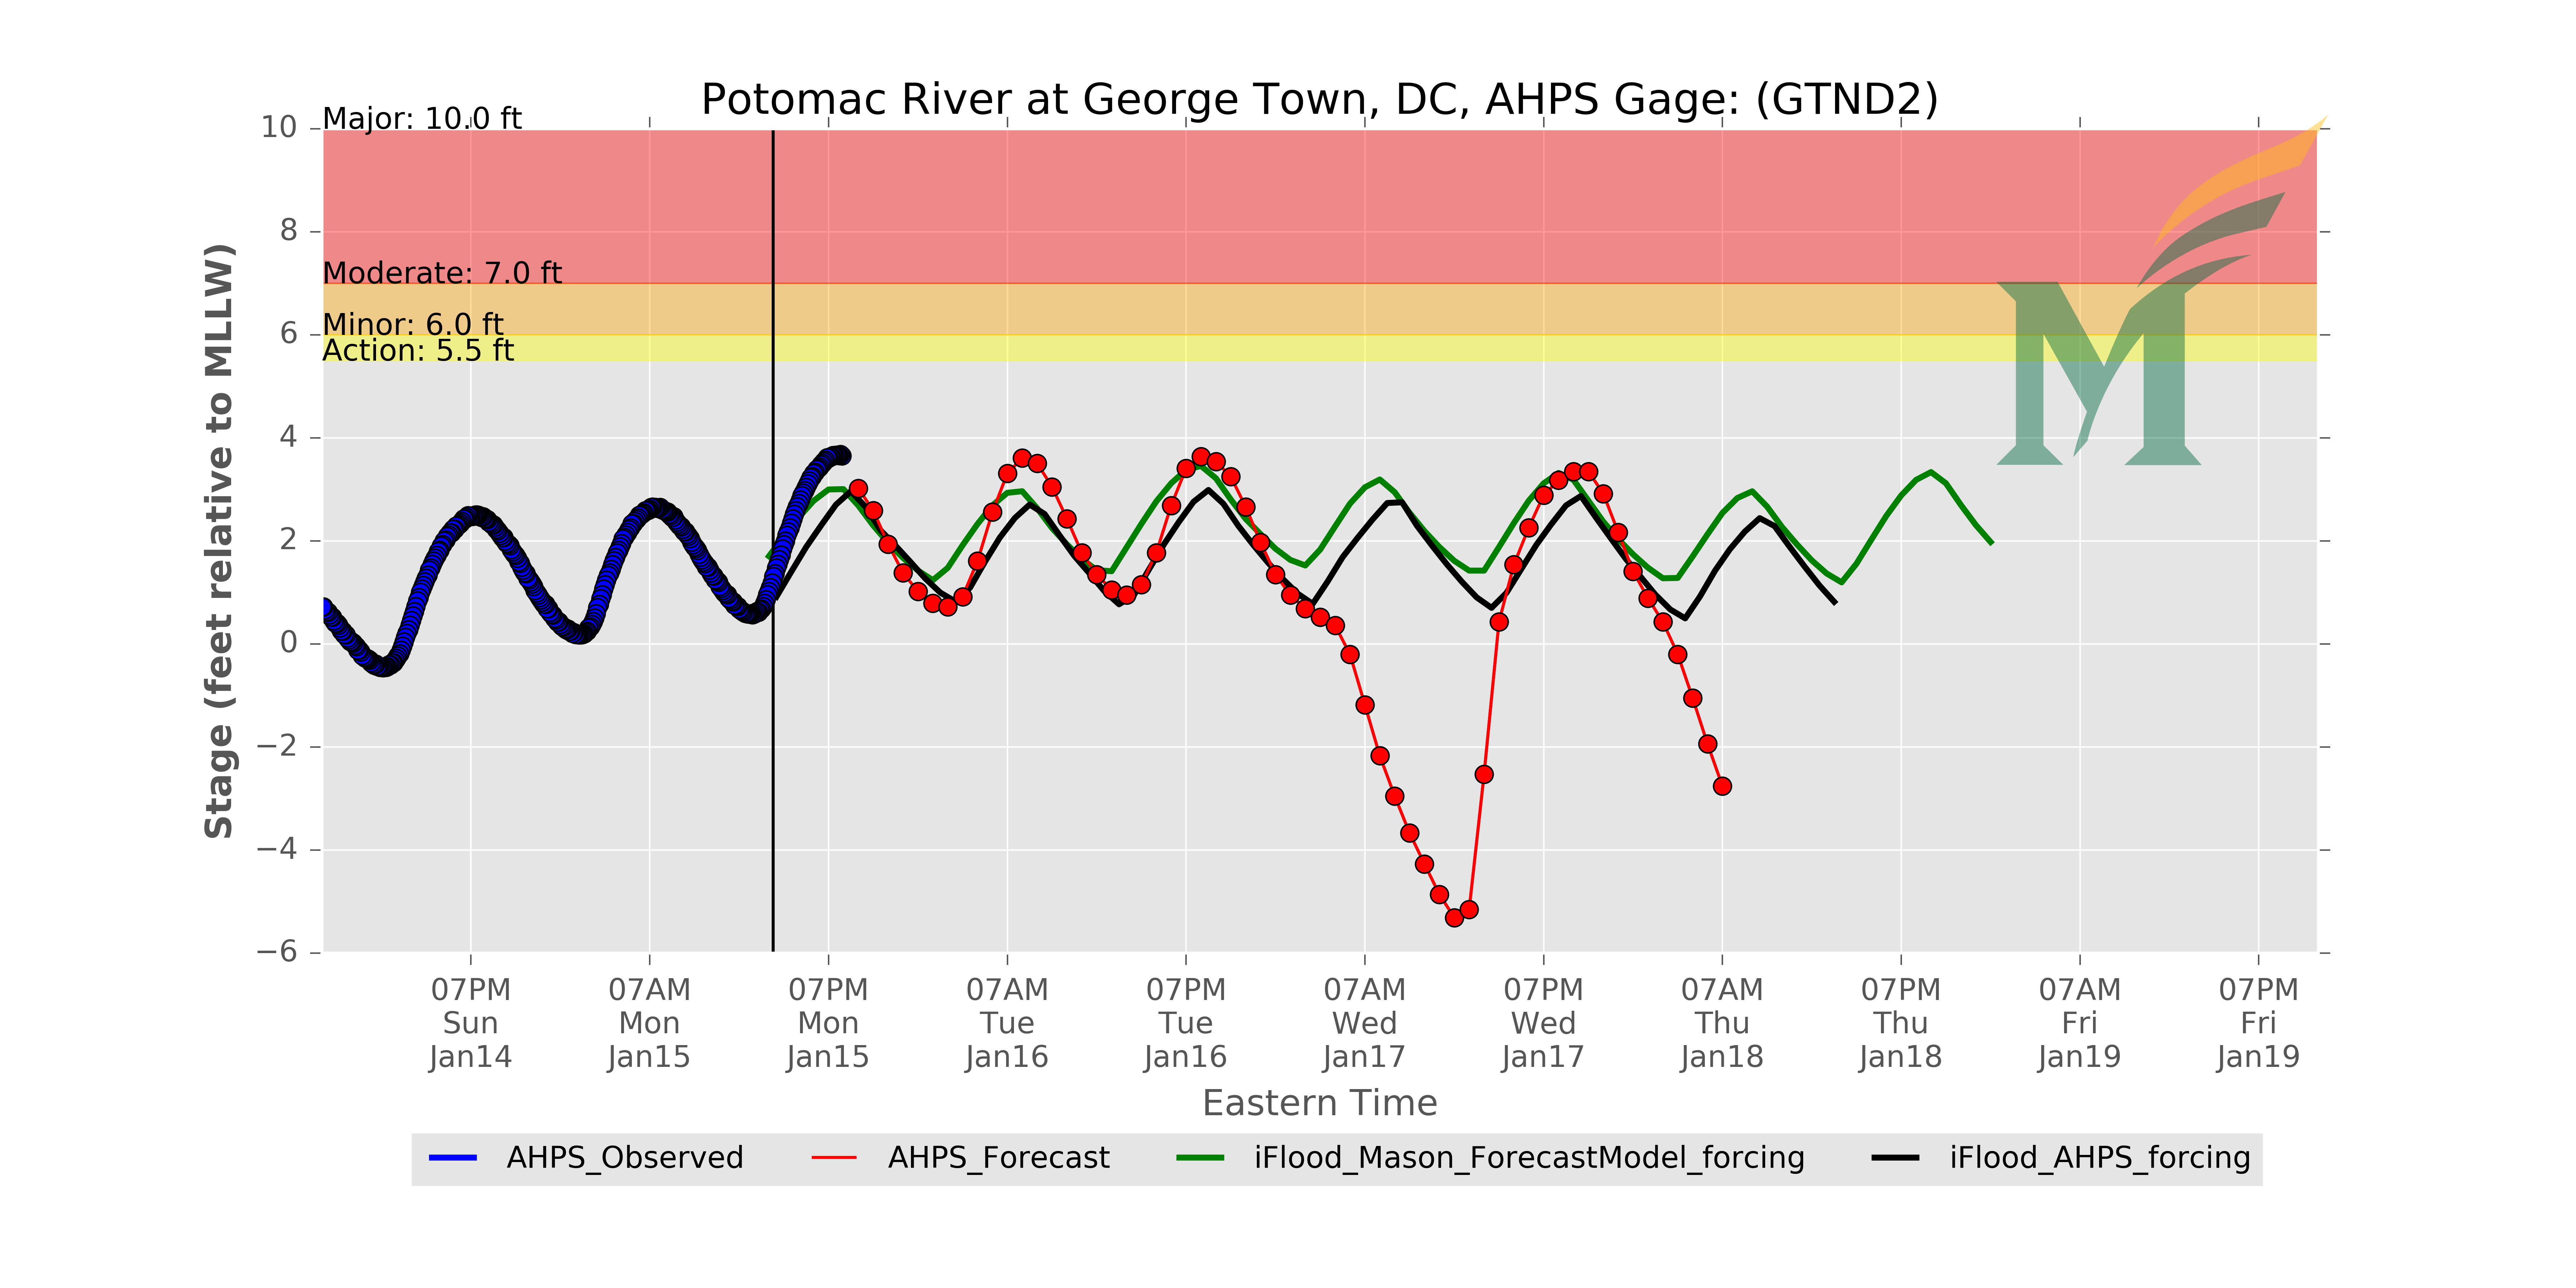 Potomac River at George Town, DC, AHPS Gage: (GTND2)
Major: 10.0 ft
Moderate: 7.0 ft
Minor: 6.0 ft
Action: 5.5 ft
Stage (feet relative to MLLW)
10
8
6
4
2
0
−2
−4
−6
07PM 07AM 07PM 07AM 07PM 07AM 07PM 07AM 07PM 07AM 07PM
Sun Mon Mon Tue Tue Wed Wed Thu Thu Fri Fri
Jan14 Jan15 Jan15 Jan16 Jan16 Jan17 Jan17 Jan18 Jan18 Jan19 Jan19
Eastern Time
AHPS_Observed AHPS_Forecast iFlood_Mason_ForecastModel_forcing iFlood_AHPS_forcing
M